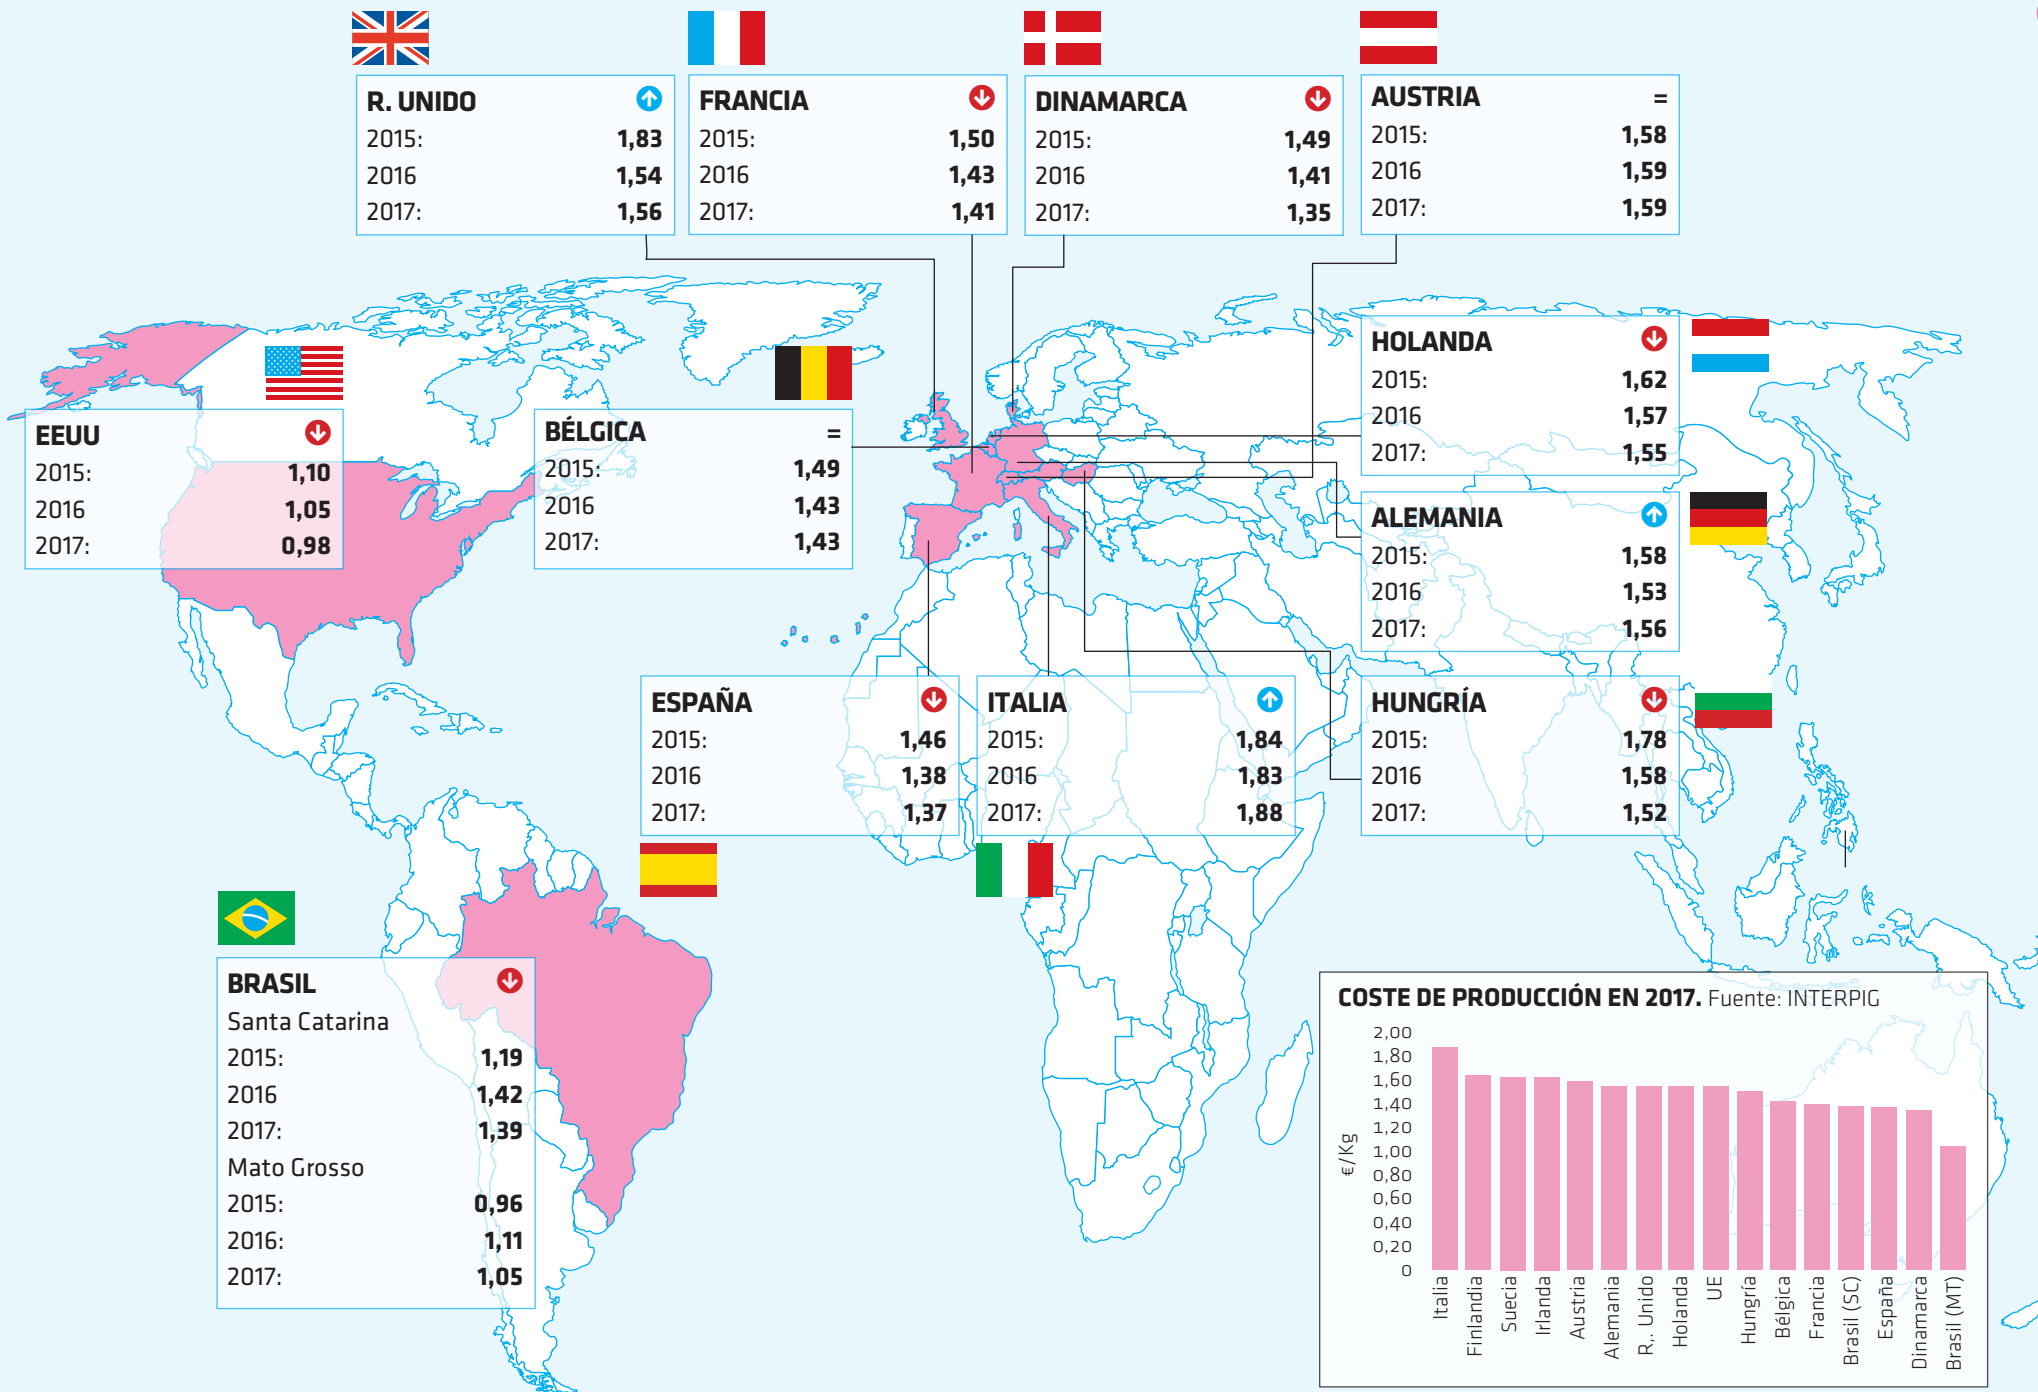 R. UNIDO
2015: 1,83
2016 1,54
2017: 1,56
FRANCIA
2015: 1,50
2016 1,43
2017: 1,41
DINAMARCA
2015: 1,49
2016 1,41
2017: 1,35
AUSTRIA =
2015: 1,58
2016 1,59
2017: 1,59
HOLANDA
2015: 1,62
2016 1,57
2017: 1,55
EEUU
2015: 1,10
2016 1,05
2017: 0,98
BÉLGICA =
2015: 1,49
2016 1,43
2017: 1,43
ALEMANIA
2015: 1,58
2016 1,53
2017: 1,56
ESPAÑA
2015: 1,46
2016 1,38
2017: 1,37
ITALIA
2015: 1,84
2016 1,83
2017: 1,88
HUNGRÍA
2015: 1,78
2016 1,58
2017: 1,52
BRASIL
Santa Catarina
2015: 1,19
2016 1,42
2017: 1,39
Mato Grosso
2015: 0,96
2016: 1,11
2017: 1,05
COSTE DE PRODUCCIÓN EN 2017. Fuente: INTERPIG
€/Kg
2,00
1,80
1,60
1,40
1,20
1,00
0,80
0,60
0,40
0,20
0
Italia
Finlandia
Suecia
Irlanda
Austria
Alemania
R,. Unido
Holanda
UE
Hungría
Bélgica
Francia
Brasil (SC)
España
Dinamarca
Brasil (MT)